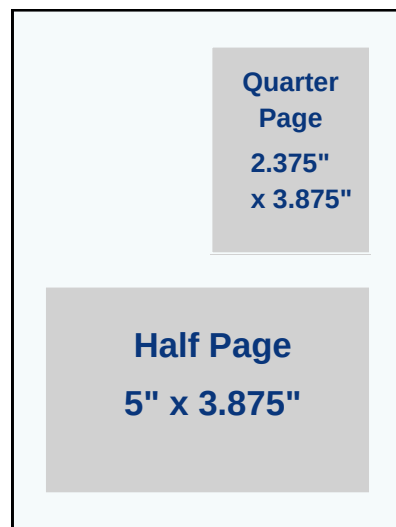 Quarter
Page
2.375"
x 3.875"
Half Page
5" x 3.875"